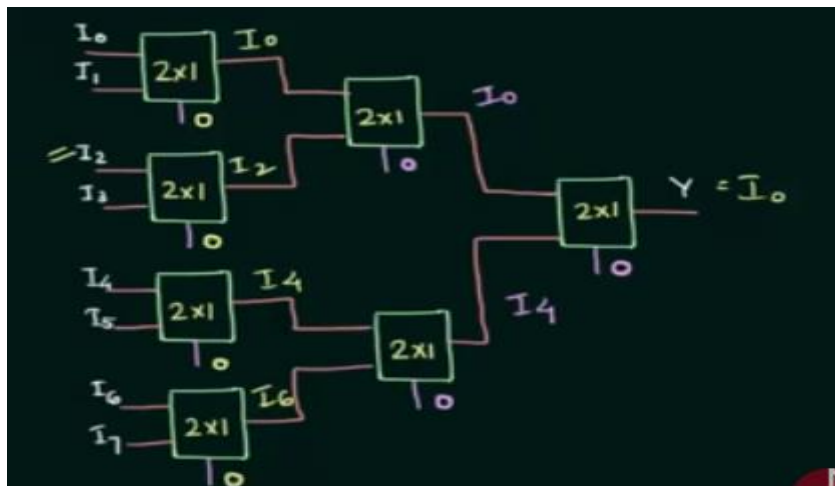 I₀
I₁
2x1
0
I₀
I₂
I₃
2x1
0
I₂
2x1
0
I₀
I₄
I₅
2x1
0
I₄
I₆
I₇
2x1
0
I₆
2x1
0
I₄
2x1
0
Y = I₀